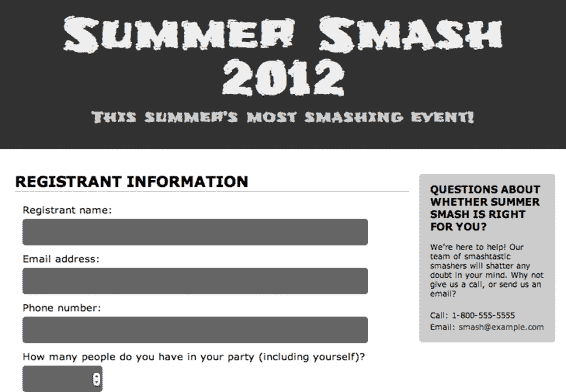 Summer Smash
2012
This summer's most smashing event!
REGISTRANT INFORMATION
Registrant name:
Email address:
Phone number:
How many people do you have in your party (including yourself)?
QUESTIONS ABOUT
WHETHER SUMMER
SMASH IS RIGHT
FOR YOU?
We're here to help! Our
team of smashtastic
smashers will shatter any
doubt in your mind. Why not
give us a call, or send us an
email?
Call: 1-800-555-5555
Email: smash@example.com